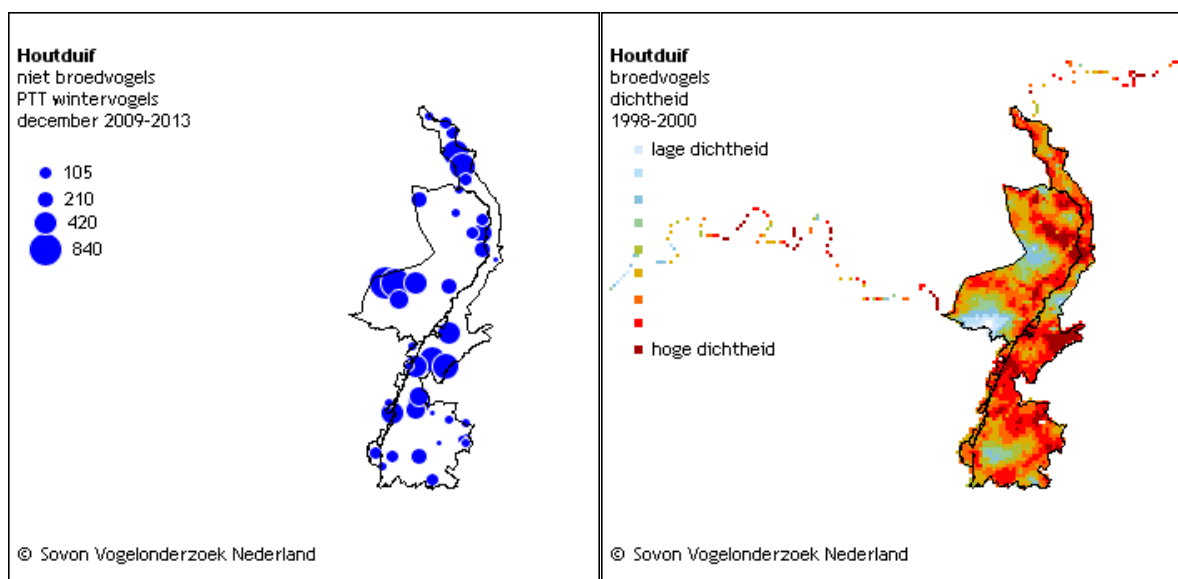 Houtduif
niet broedvogels
PTT wintervogels
december 2009-2013
105
210
420
840
© Sovon Vogelonderzoek Nederland
Houtduif
broedvogels
dichtheid
1998-2000
lage dichtheid
hoge dichtheid
© Sovon Vogelonderzoek Nederland